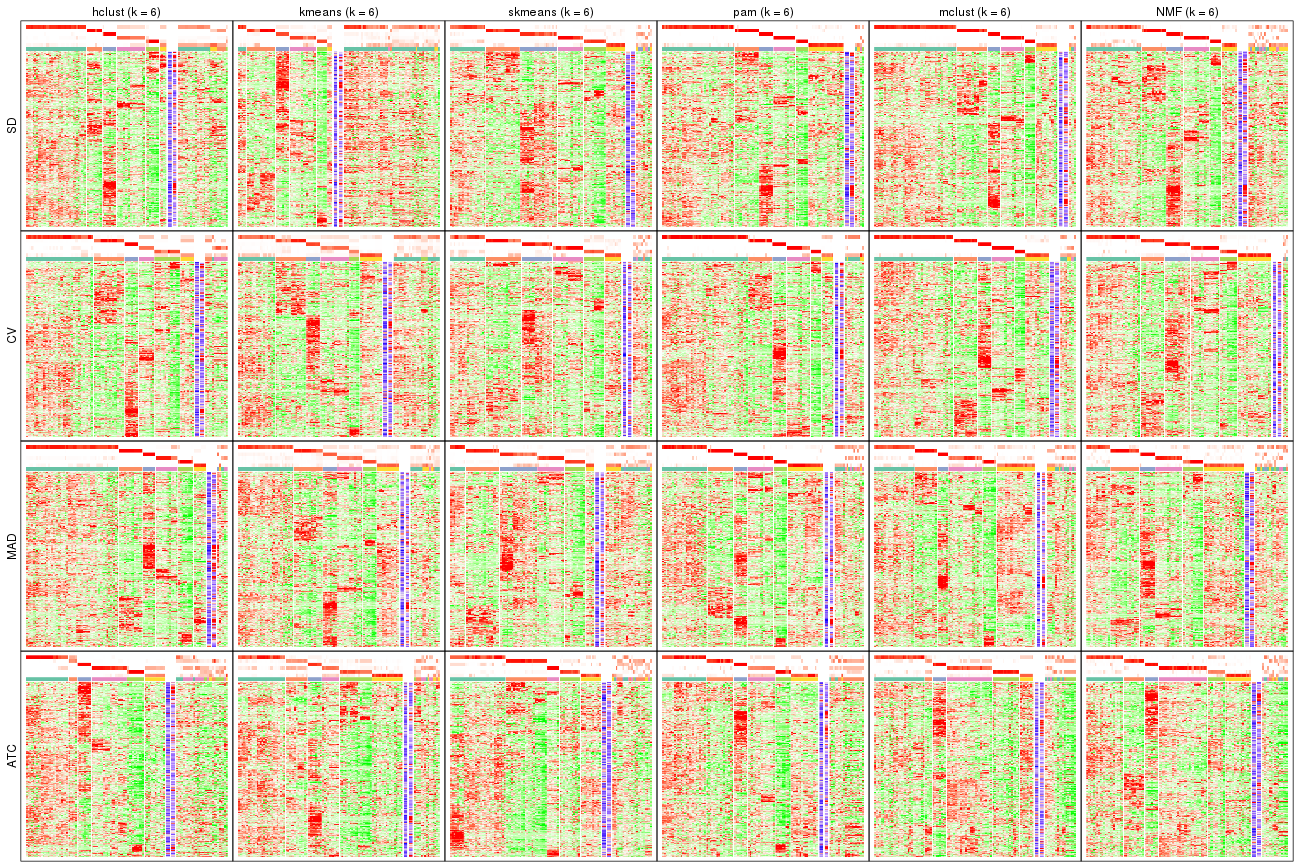 hclust (k = 6) kmeans (k = 6) skmeans (k = 6) pam (k = 6) mclust (k = 6) NMF (k = 6)
SD
CV
MAD
ATC